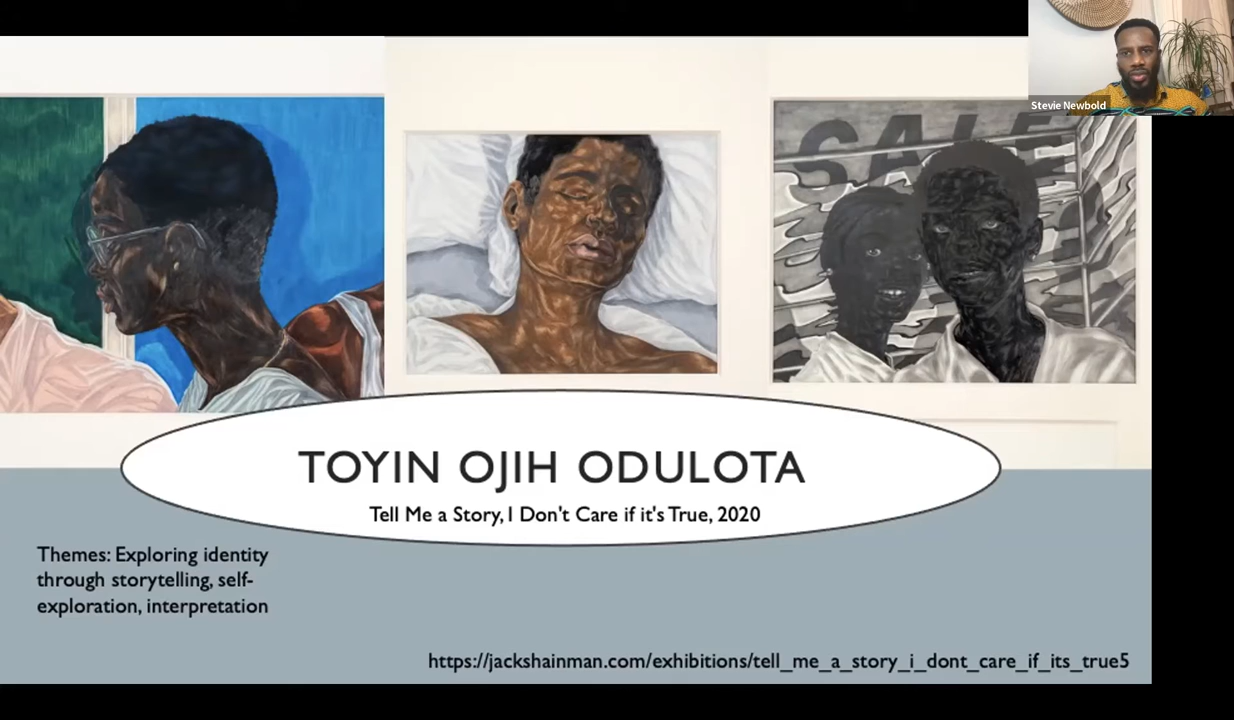 Stevie Newbold
SALE
TOYIN OJIH ODULOTA
Tell Me a Story, I Don't Care if it's True, 2020
Themes: Exploring identity
through storytelling, self-
exploration, interpretation
https://jackshainman.com/exhibitions/tell_me_a_story_i_dont_care_if_its_true5